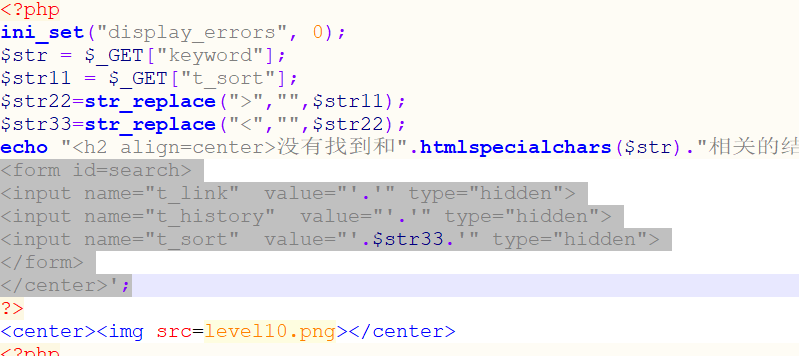 <?php
ini_set("display_errors", 0);
$str = $_GET["keyword"];
$str11 = $_GET["t_sort"];
$str22=str_replace(">","",$str11);
$str33=str_replace("<","",$str22);
echo "<h2 align=center>没有找到和".htmlspecialchars($str)."相关的结
<form id=search>
<input name="t_link"  value="'.'" type="hidden">
<input name="t_history"  value="'.'" type="hidden">
<input name="t_sort"  value="'.$str33.'" type="hidden">
</form>
</center>';
?>
<center><img src=level10.png></center>
<?php